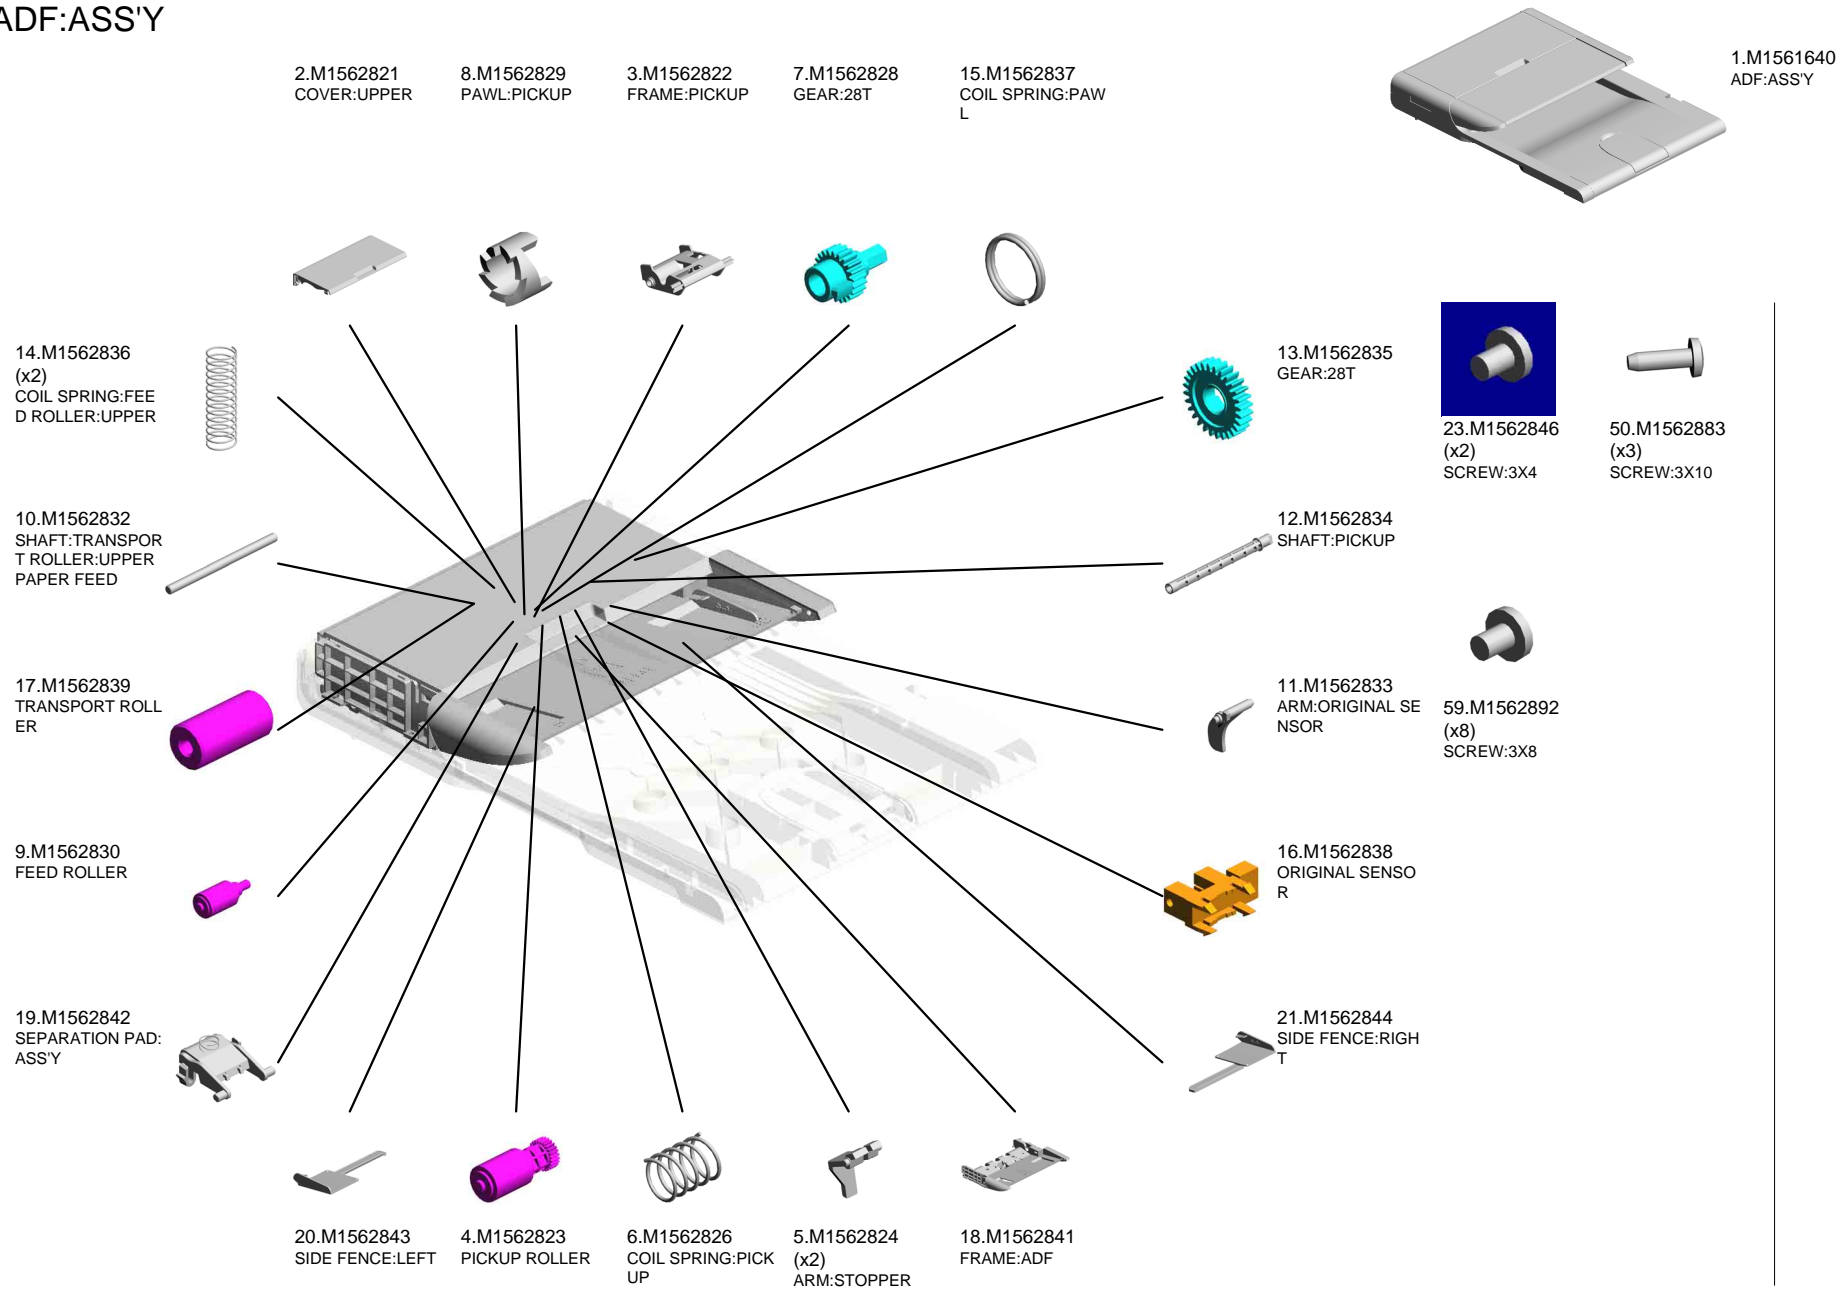 ADF:ASS'Y
1.M1561640
ADF:ASS'Y
2.M1562821
COVER:UPPER
8.M1562829
PAWL:PICKUP
3.M1562822
FRAME:PICKUP
7.M1562828
GEAR:28T
15.M1562837
COIL SPRING:PAW
L
14.M1562836
(x2)
COIL SPRING:FEE
D ROLLER:UPPER
13.M1562835
GEAR:28T
23.M1562846
(x2)
SCREW:3X4
50.M1562883
(x3)
SCREW:3X10
10.M1562832
SHAFT:TRANSPOR
T ROLLER:UPPER
PAPER FEED
12.M1562834
SHAFT:PICKUP
17.M1562839
TRANSPORT ROLL
ER
11.M1562833
ARM:ORIGINAL SE
NSOR
59.M1562892
(x8)
SCREW:3X8
9.M1562830
FEED ROLLER
16.M1562838
ORIGINAL SENSO
R
19.M1562842
SEPARATION PAD:
ASS'Y
21.M1562844
SIDE FENCE:RIGH
T
20.M1562843
SIDE FENCE:LEFT
4.M1562823
PICKUP ROLLER
6.M1562826
COIL SPRING:PICK
UP
5.M1562824
(x2)
ARM:STOPPER
18.M1562841
FRAME:ADF